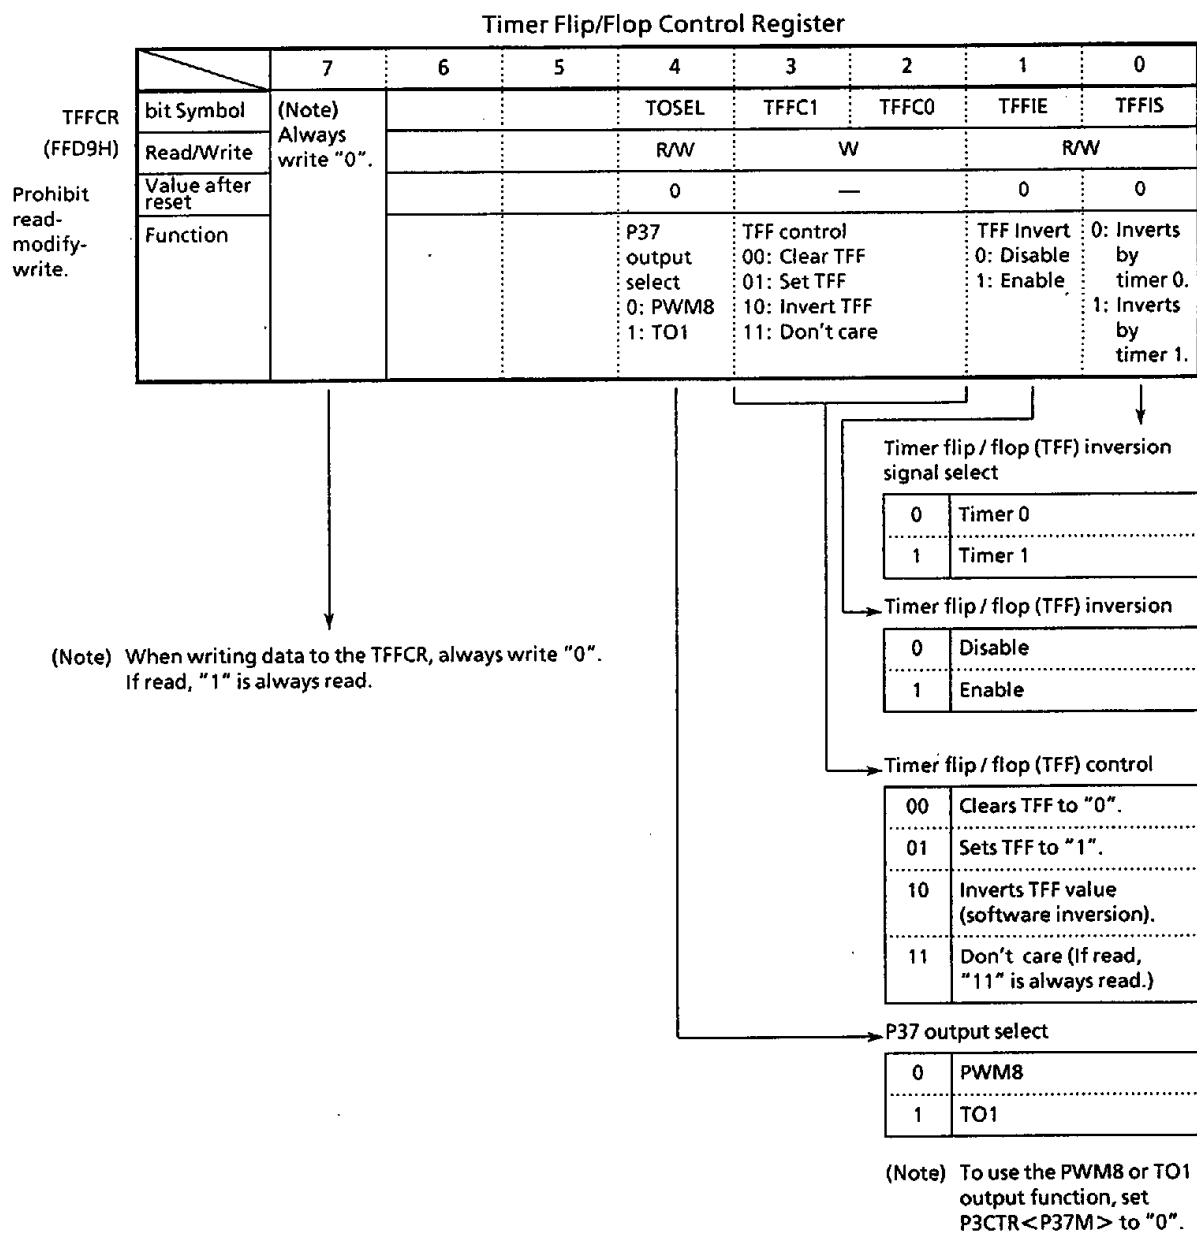 Timer Flip/Flop Control Register
7 6 5 4 3 2 1 0
TFFCR
(FFD9H)
Prohibit
read-
modify-
write.
bit Symbol
(Note)
Always
write "0".
TOSEL TFFC1 TFFC0 TFFIE TFFIS
Read/Write
R/W W R/W
Value after
reset
0 — 0 0
Function
P37
output
select
0: PWM8
1: TO1
TFF control
00: Clear TFF
01: Set TFF
10: Invert TFF
11: Don't care
TFF Invert
0: Disable
1: Enable
0: Inverts
by
timer 0.
1: Inverts
by
timer 1.
Timer flip / flop (TFF) inversion
signal select
0 Timer 0
1 Timer 1
Timer flip / flop (TFF) inversion
0 Disable
1 Enable
(Note) When writing data to the TFFCR, always write "0".
If read, "1" is always read.
Timer flip / flop (TFF) control
00 Clears TFF to "0".
01 Sets TFF to "1".
10 Inverts TFF value
(software inversion).
11 Don't care (If read,
"11" is always read.)
P37 output select
0 PWM8
1 TO1
(Note) To use the PWM8 or TO1
output function, set
P3CTR<P37M> to "0".